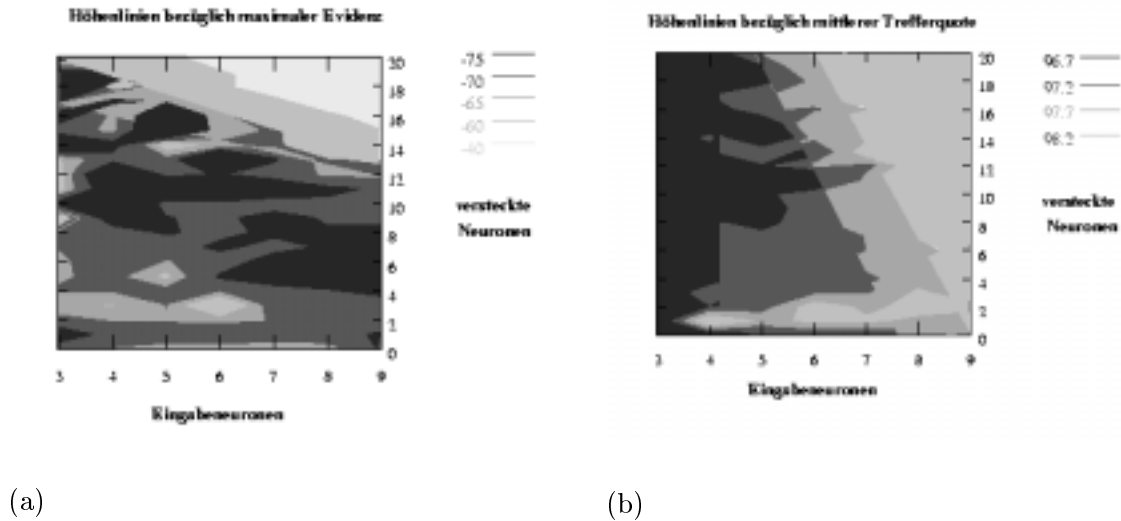 Höhenlinien bezüglich maximaler Evidenz
-75
-70
-65
-60
-40
20
18
16
14
12
10
8
6
4
2
0
versteckte
Neuronen
3 4 5 6 7 8 9
Eingabeneuronen
(a)
Höhenlinien bezüglich mittlerer Trefferquote
96.7
97.2
97.7
98.2
20
18
16
14
12
10
8
6
4
2
0
versteckte
Neuronen
3 4 5 6 7 8 9
Eingabeneuronen
(b)